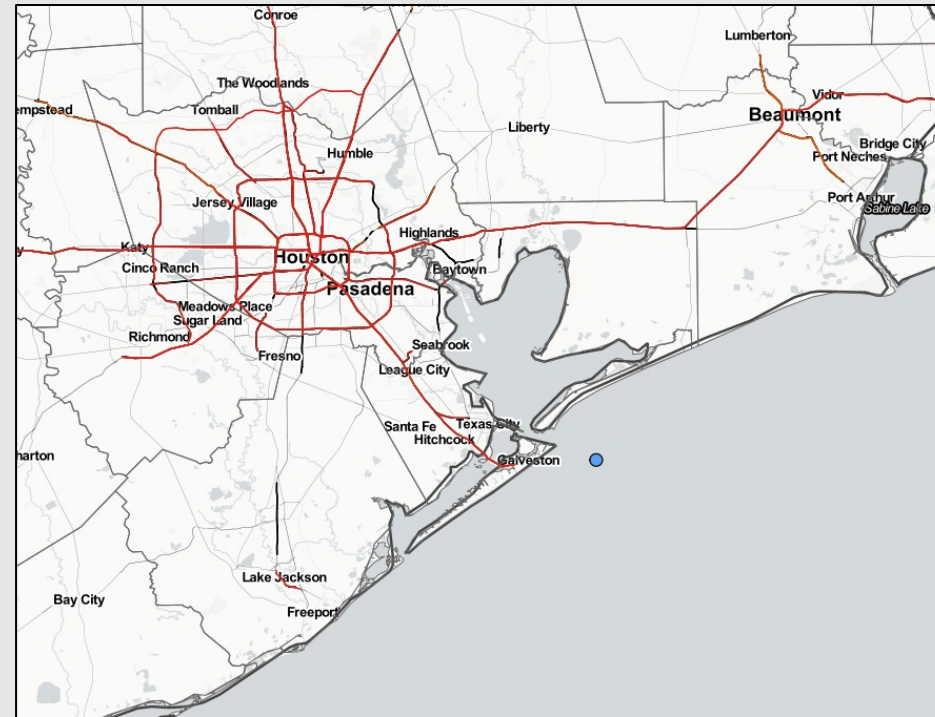 Conroe
Lumberton
The Woodlands
empstead
Tomball
Vidor
Beaumont
Liberty
Bridge City
Humble
Port Neches
Port Arthur
Jersey Village
Sabine Lake
Highlands
y
Katy
Houston
Cinco Ranch
Baytown
Pasadena
Meadows Place
Sugar Land
Richmond
Seabrook
Fresno
League City
Santa Fe
Texas City
Hitchcock
harton
Galveston
Lake Jackson
Bay City
Freeport